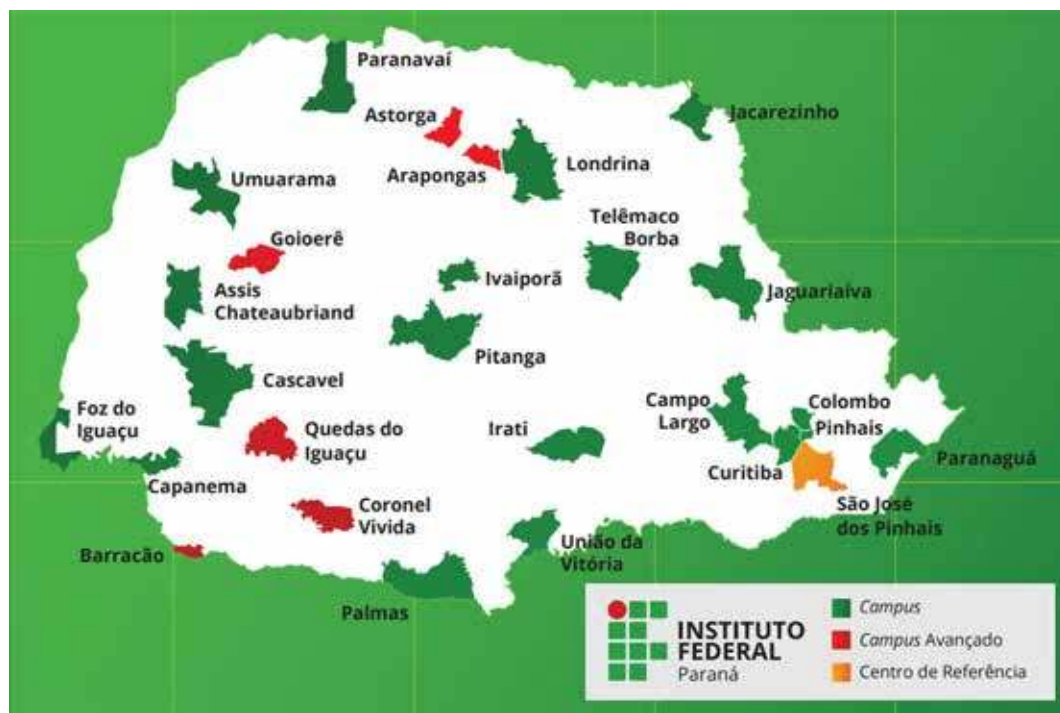 Paranavaí
Astorga
Jacarezinho
Arapongas
Londrina
Umuarama
Telêmaco
Borba
Goioerê
Ivaiporã
Assis
Chateaubriand
Jaguariaíva
Pitanga
Cascavel
Campo
Largo
Colombo
Pinhais
Foz do
Iguaçu
Quedas do
Iguaçu
Irati
Curitiba
Paranaguá
Capanema
São José
dos Pinhais
Coronel
Vivida
Barracão
União da
Vitória
Palmas
INSTITUTO
FEDERAL
Paraná
Campus
Campus Avançado
Centro de Referência